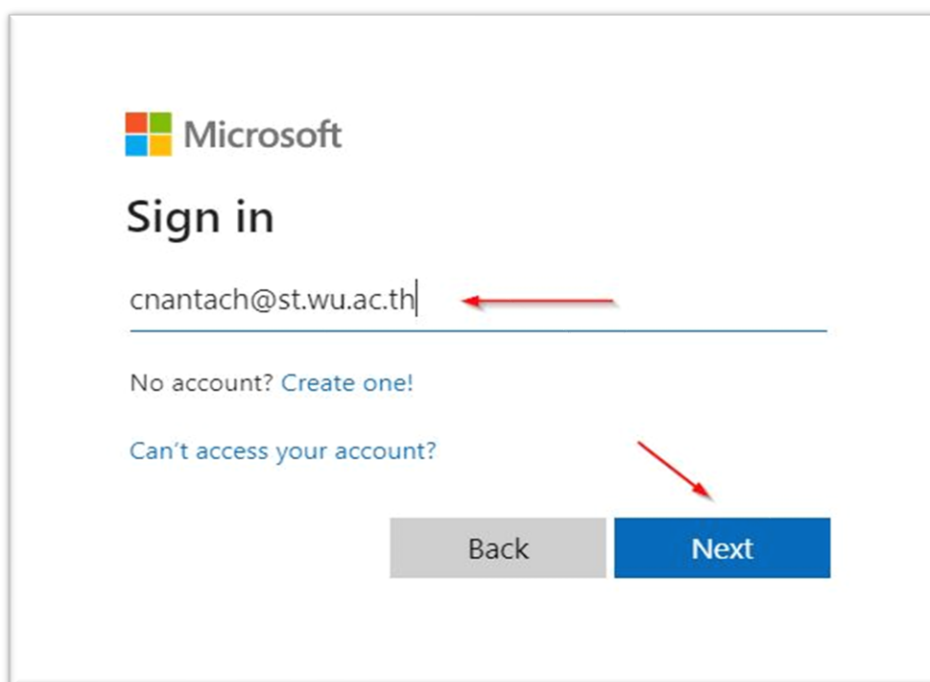 Microsoft
Sign in
cnantach@st.wu.ac.th
No account? Create one!
Can't access your account?
Back Next